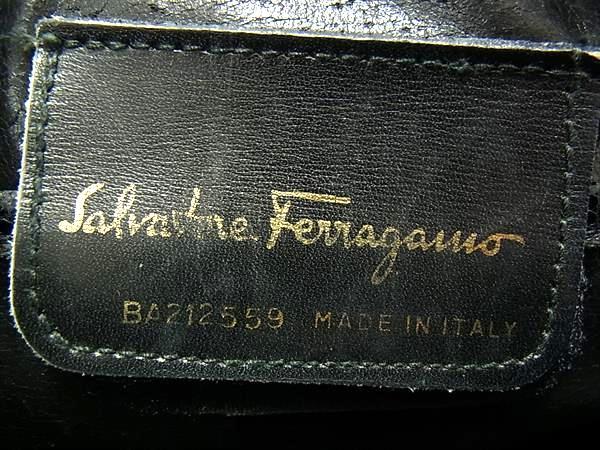 Salvatore Ferragamo
BA212559 MADE IN ITALY